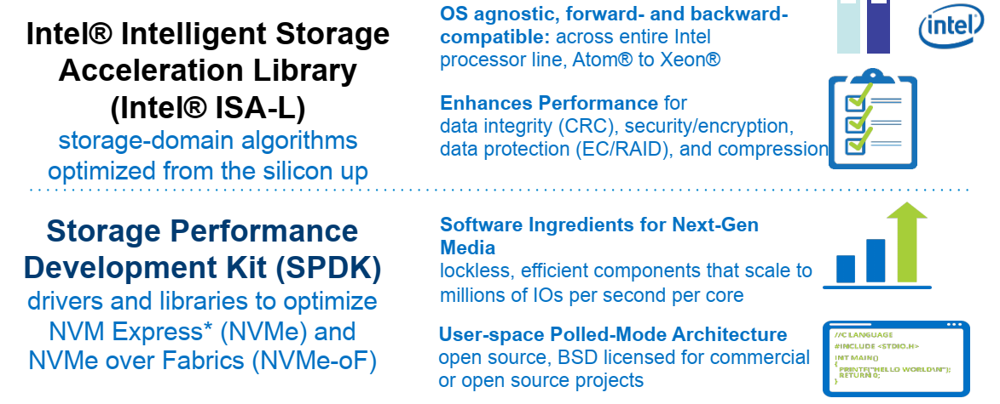 Intel® Intelligent Storage
Acceleration Library
(Intel® ISA-L)
storage-domain algorithms
optimized from the silicon up
OS agnostic, forward- and backward-
compatible: across entire Intel
processor line, Atom® to Xeon®
Enhances Performance for
data integrity (CRC), security/encryption,
data protection (EC/RAID), and compression
intel
Storage Performance
Development Kit (SPDK)
drivers and libraries to optimize
NVM Express* (NVMe) and
NVMe over Fabrics (NVMe-oF)
Software Ingredients for Next-Gen
Media
lockless, efficient components that scale to
millions of IOs per second per core
User-space Polled-Mode Architecture
open source, BSD licensed for commercial
or open source projects
//C LANGUAGE
#INCLUDE <STDIO.H>
INT MAIN()
{
PRINTF("HELLO WORLD\N");
RETURN 0;
}